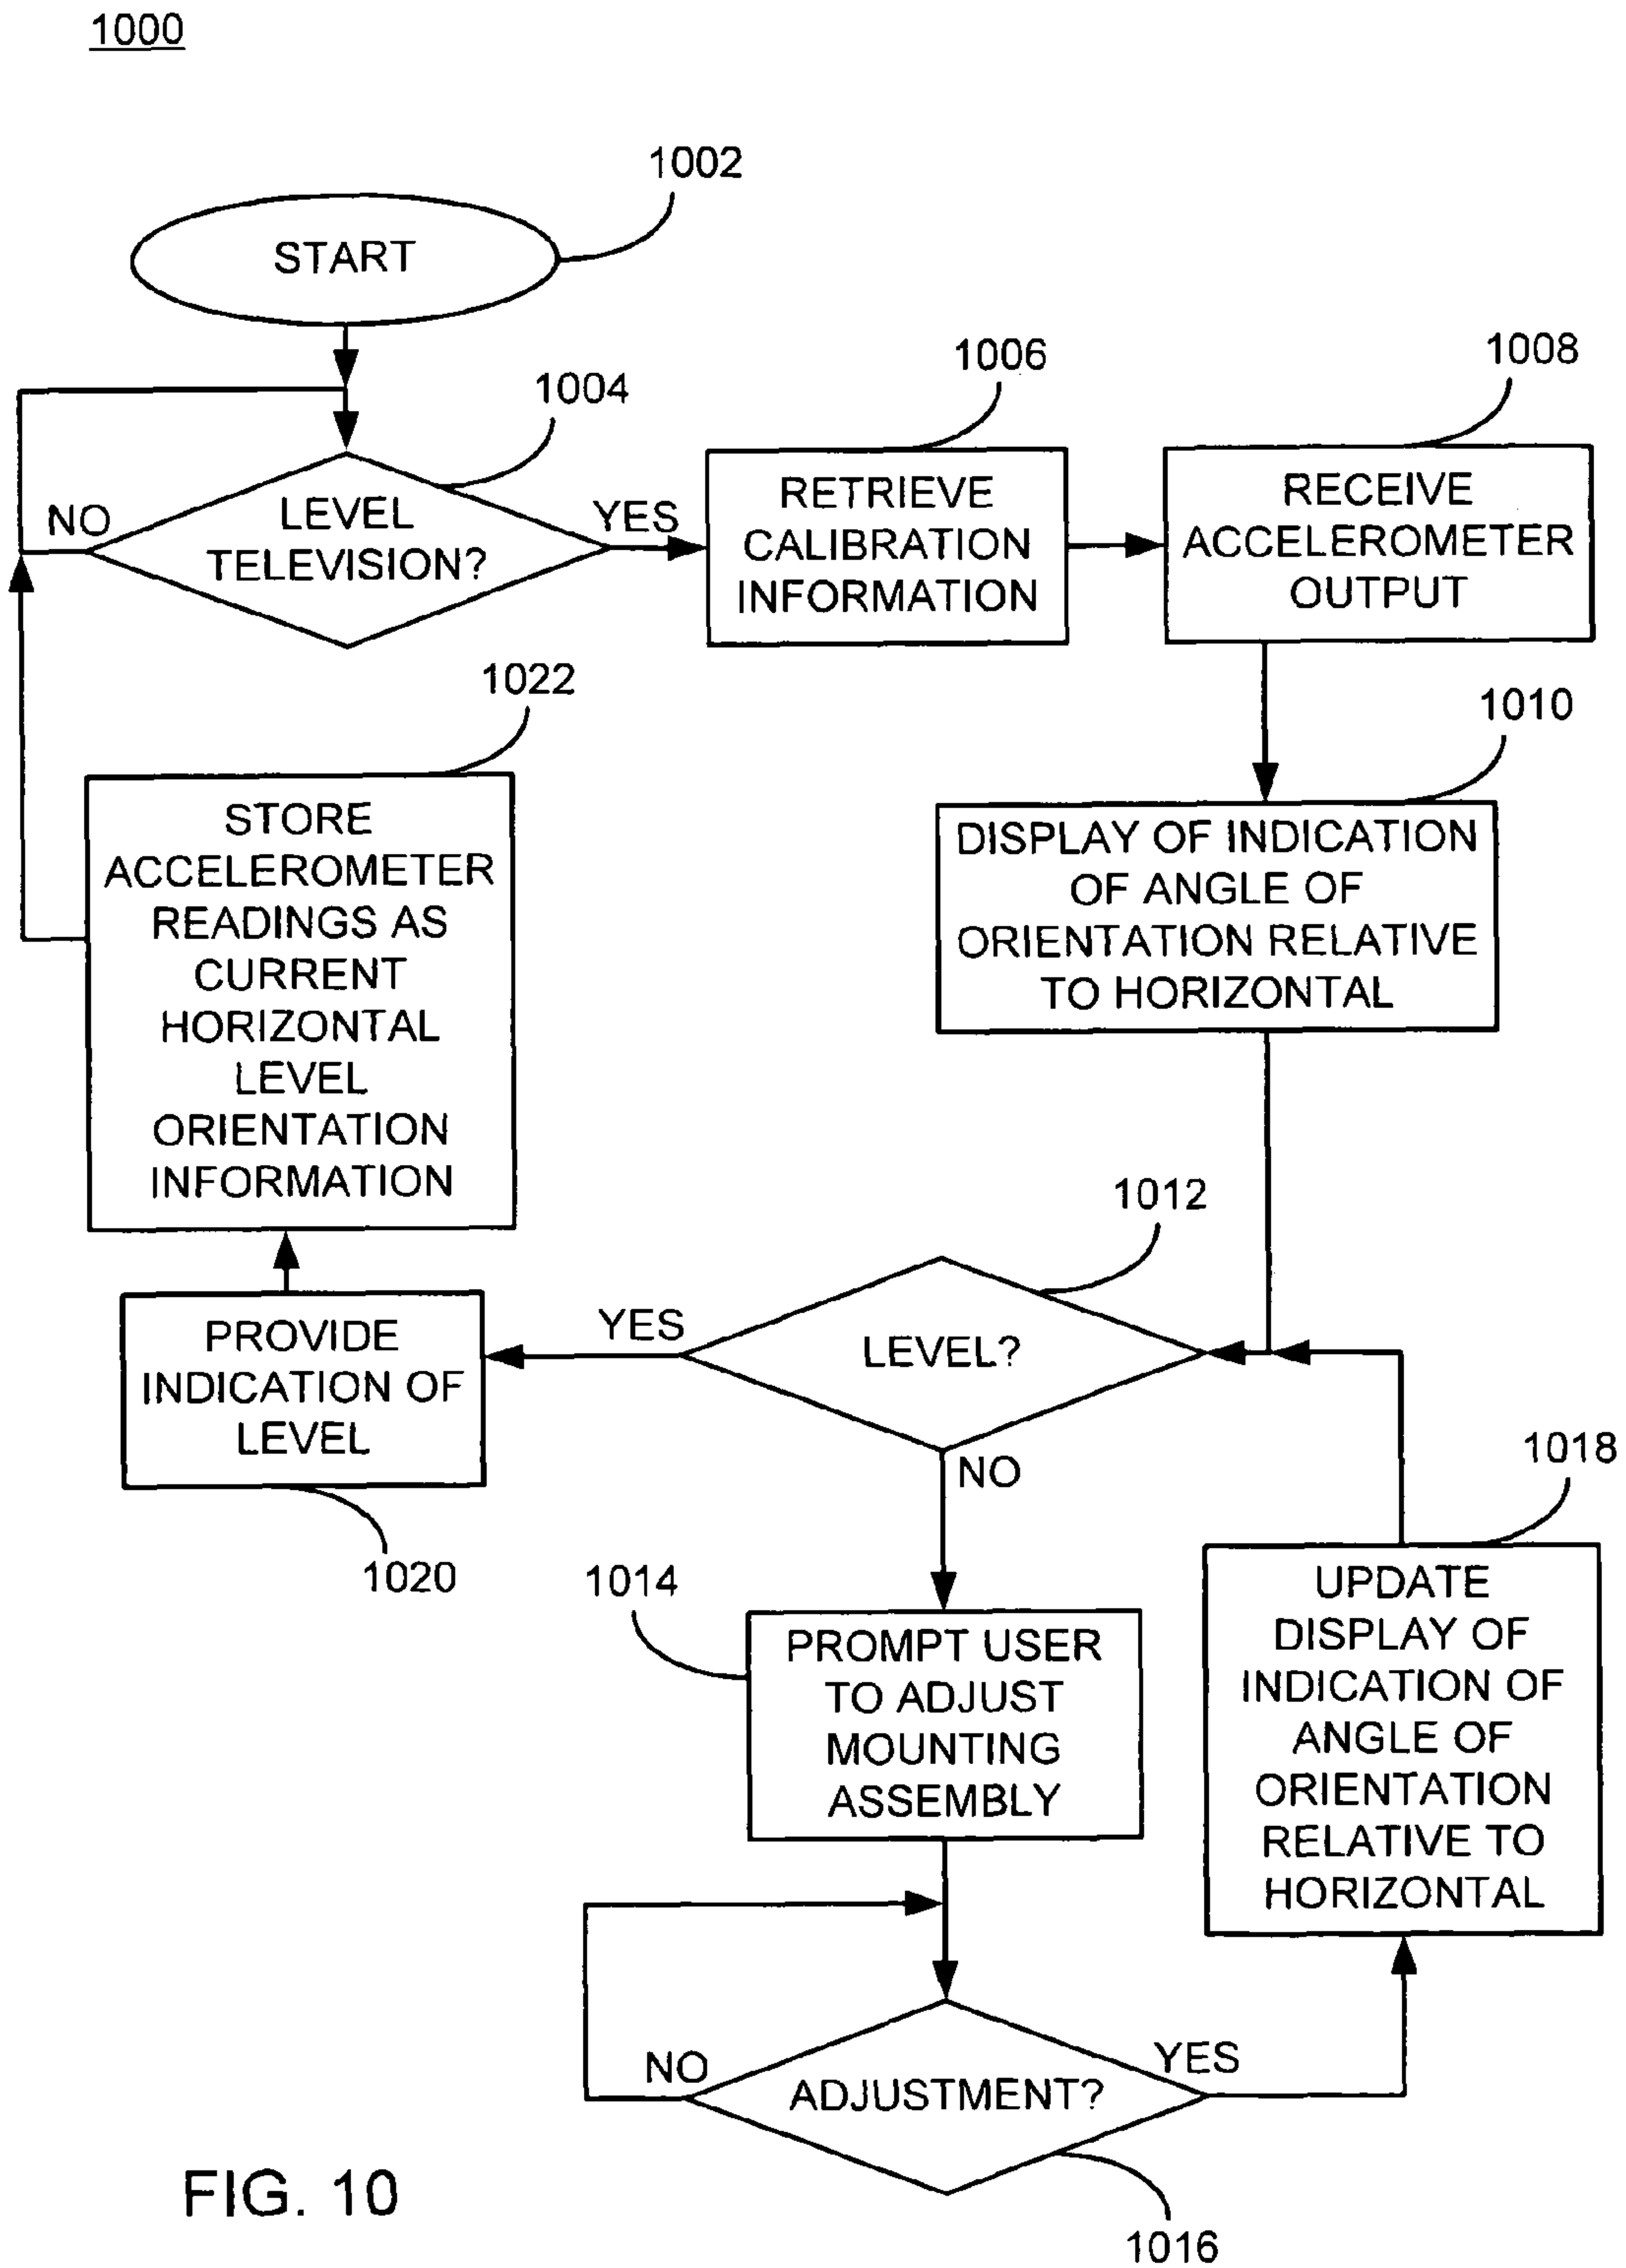 1000
1002
START
1004
LEVEL
TELEVISION?
NO
YES
1006
RETRIEVE
CALIBRATION
INFORMATION
1008
RECEIVE
ACCELEROMETER
OUTPUT
1010
DISPLAY OF INDICATION
OF ANGLE OF
ORIENTATION RELATIVE
TO HORIZONTAL
1022
STORE
ACCELEROMETER
READINGS AS
CURRENT
HORIZONTAL
LEVEL
ORIENTATION
INFORMATION
1012
LEVEL?
YES
NO
PROVIDE
INDICATION OF
LEVEL
1020
1014
PROMPT USER
TO ADJUST
MOUNTING
ASSEMBLY
1018
UPDATE
DISPLAY OF
INDICATION OF
ANGLE OF
ORIENTATION
RELATIVE TO
HORIZONTAL
NO
ADJUSTMENT?
YES
1016
FIG. 10